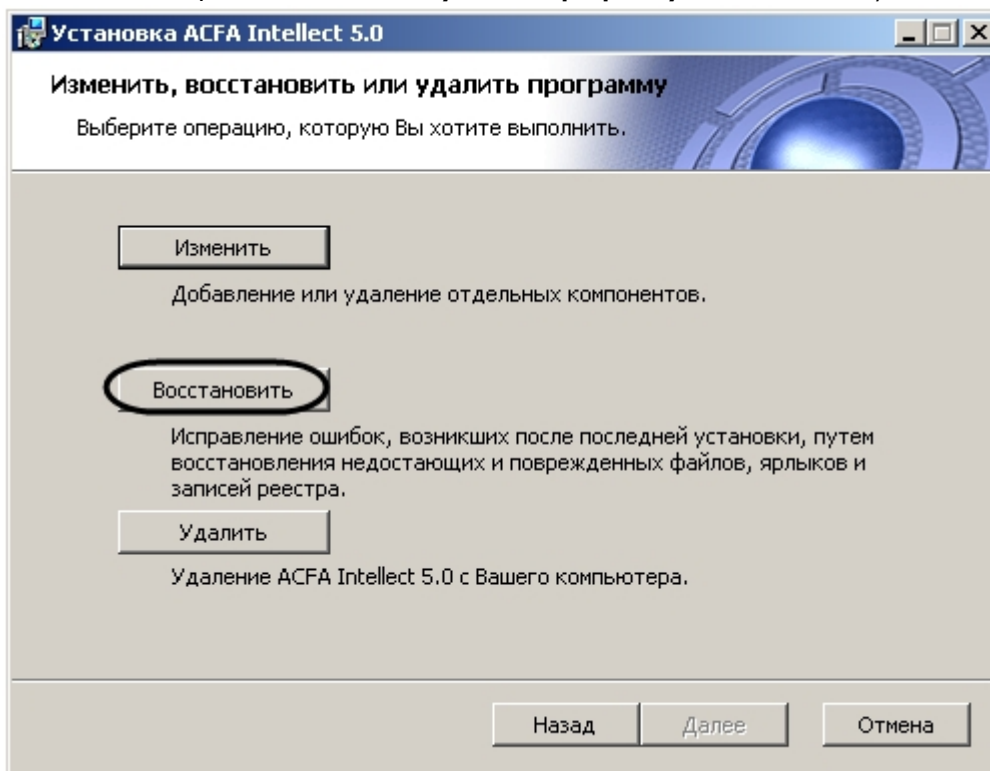 Установка ACFA Intellect 5.0
Изменить, восстановить или удалить программу
Выберите операцию, которую Вы хотите выполнить.
Изменить
Добавление или удаление отдельных компонентов.
Восстановить
Исправление ошибок, возникших после последней установки, путем
восстановления недостающих и поврежденных файлов, ярлыков и
записей реестра.
Удалить
Удаление ACFA Intellect 5.0 с Вашего компьютера.
Назад Далее Отмена